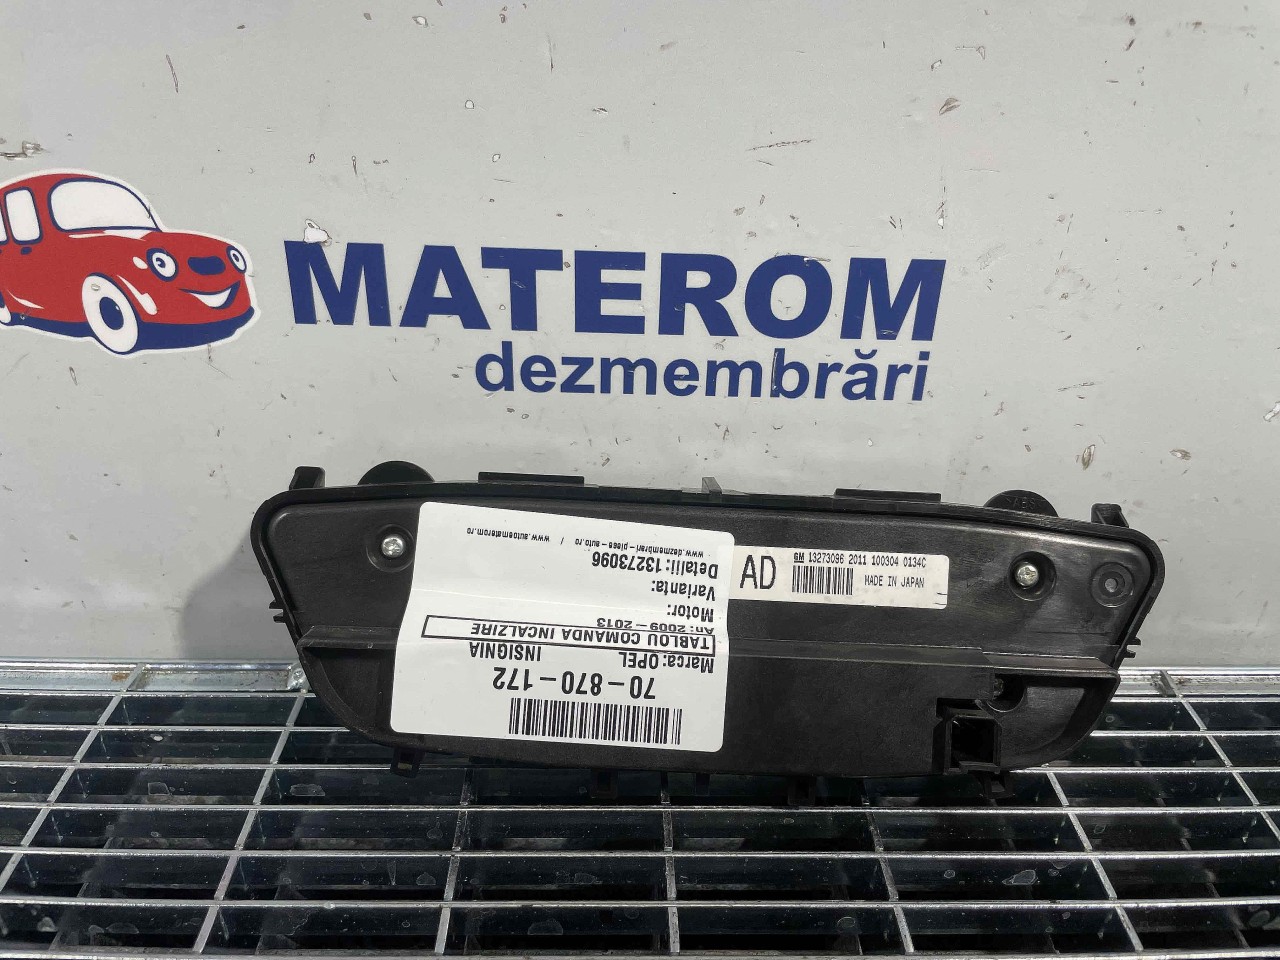 MATEROM
dezmembrări
AD
GM 13273096 2011 100304 0134C
MADE IN JAPAN
70-870-172
Marca: OPEL INSIGNIA
TABLOU COMANDA INCALZIRE
An: 2009 - 2013
Motor:
Varianta:
Detalii: 13273096
www.dezmembrari-piese-auto.ro / www.automaterom.ro